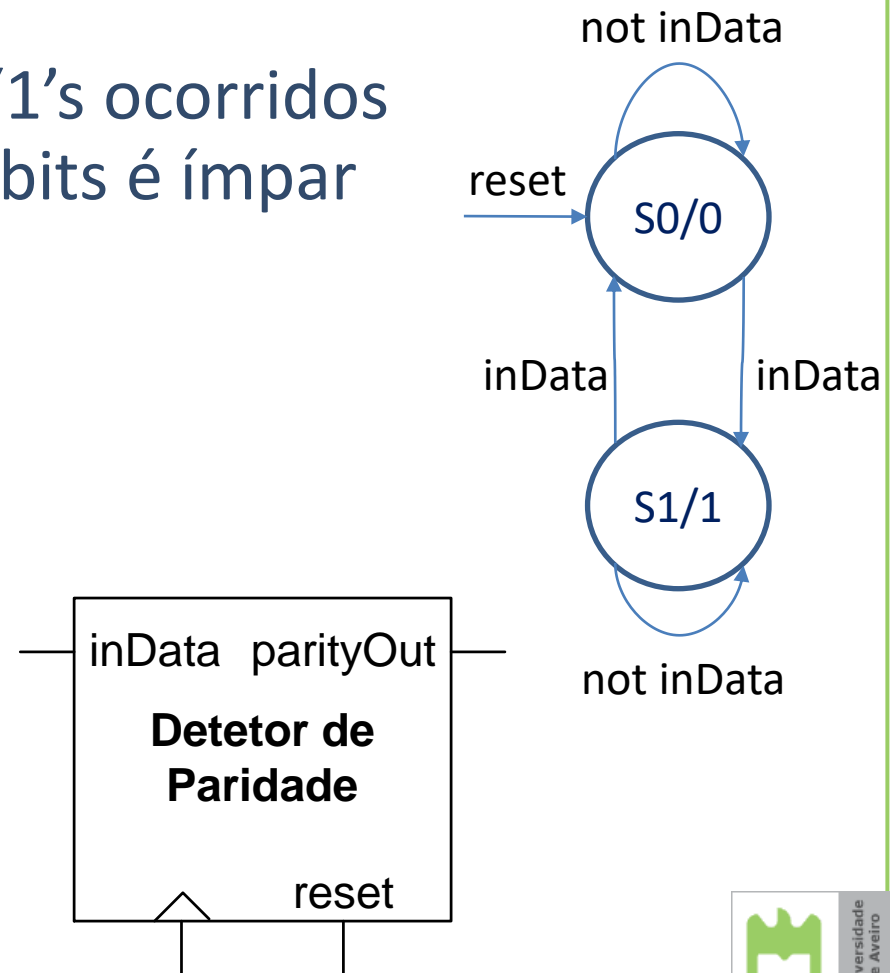 1's ocorridos
bits é ímpar
not inData
reset
S0/0
inData
inData
S1/1
not inData
inData parityOut
Detetor de
Paridade
reset